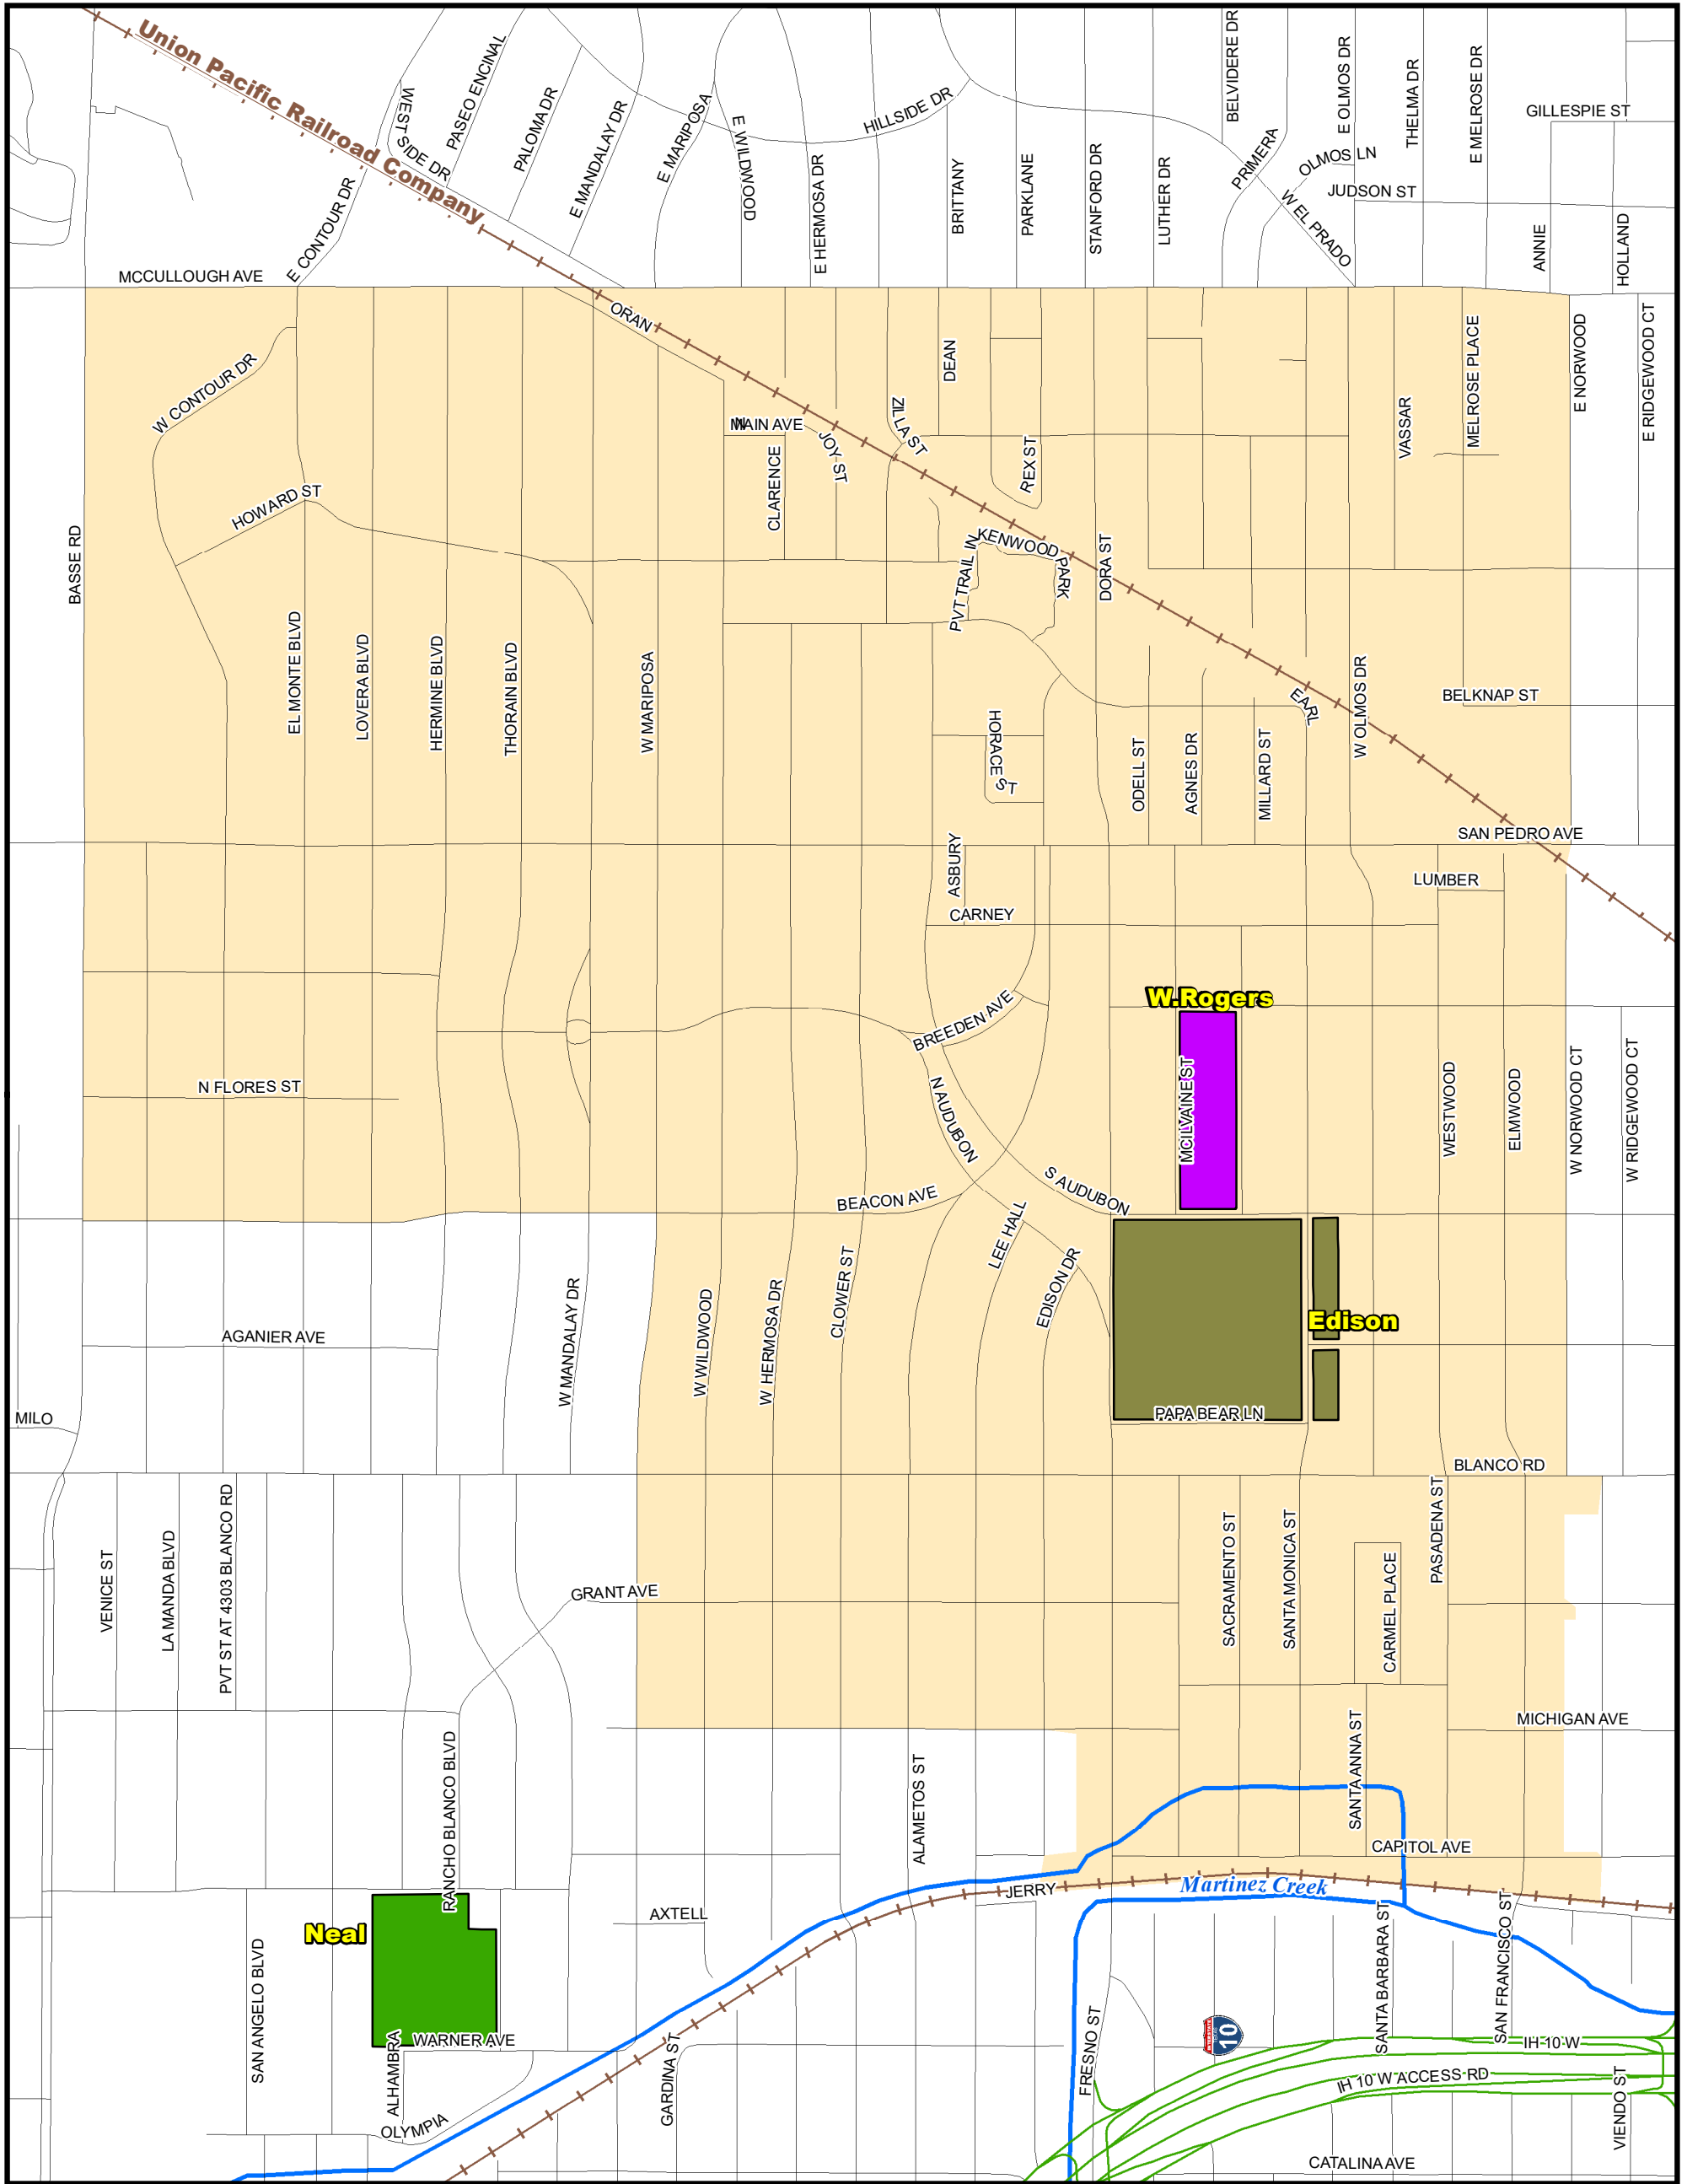 Union Pacific Railroad Company
WEST SIDE DR
PASEO ENCINAL
PALOMA DR
E MANDALAY DR
E MARIPOSA
E WILDWOOD
HILLSIDE DR
E HERMOSA DR
BRITTANY
PARKLANE
STANFORD DR
LUTHER DR
BELVIDERE DR
PRIMERA
E OLMOS DR
OLMOS LN
JUDSON ST
W EL PRADO
THELMA DR
E MELROSE DR
GILLESPIE ST
ANNIE
HOLLAND
E CONTOUR DR
MCCULLOUGH AVE
ORAN
W CONTOUR DR
DEAN
MELROSE PLACE
E NORWOOD
E RIDGEWOOD CT
MAIN AVE
ZILLA ST
JOY ST
CLARENCE
REX ST
VASSAR
HOWARD ST
BASSE RD
KENWOOD PARK
PVT TRAIL IN
DORA ST
EL MONTE BLVD
LOVERA BLVD
HERMINE BLVD
THORAIN BLVD
W MARIPOSA
HORACE ST
ODELL ST
AGNES DR
MILLARD ST
EARL
W OLMOS DR
BELKNAP ST
SAN PEDRO AVE
ASBURY
LUMBER
CARNEY
W.Rogers
BREEDEN AVE
MCILVAINE ST
N FLORES ST
N AUDUBON
WESTWOOD
ELMWOOD
W NORWOOD CT
W RIDGEWOOD CT
S AUDUBON
BEACON AVE
LEE HALL
EDISON DR
Edison
AGANIER AVE
W MANDALAY DR
W WILDWOOD
W HERMOSA DR
CLOWER ST
PAPA BEAR LN
MILO
BLANCO RD
VENICE ST
LA MANDA BLVD
PVT ST AT 4303 BLANCO RD
GRANT AVE
SACRAMENTO ST
SANTA MONICA ST
CARMEL PLACE
PASADENA ST
MICHIGAN AVE
RANCHO BLANCO BLVD
ALAMETOS ST
SANTA ANNA ST
CAPITOL AVE
JERRY
Martinez Creek
AXTELL
Neal
SAN ANGELO BLVD
ALHAMBRA
WARNER AVE
OLYMPIA
GARDINA ST
FRESNO ST
10
SANTA BARBARA ST
SAN FRANCISCO ST
IH 10 W
IH 10 W ACCESS RD
VIENDO ST
CATALINA AVE